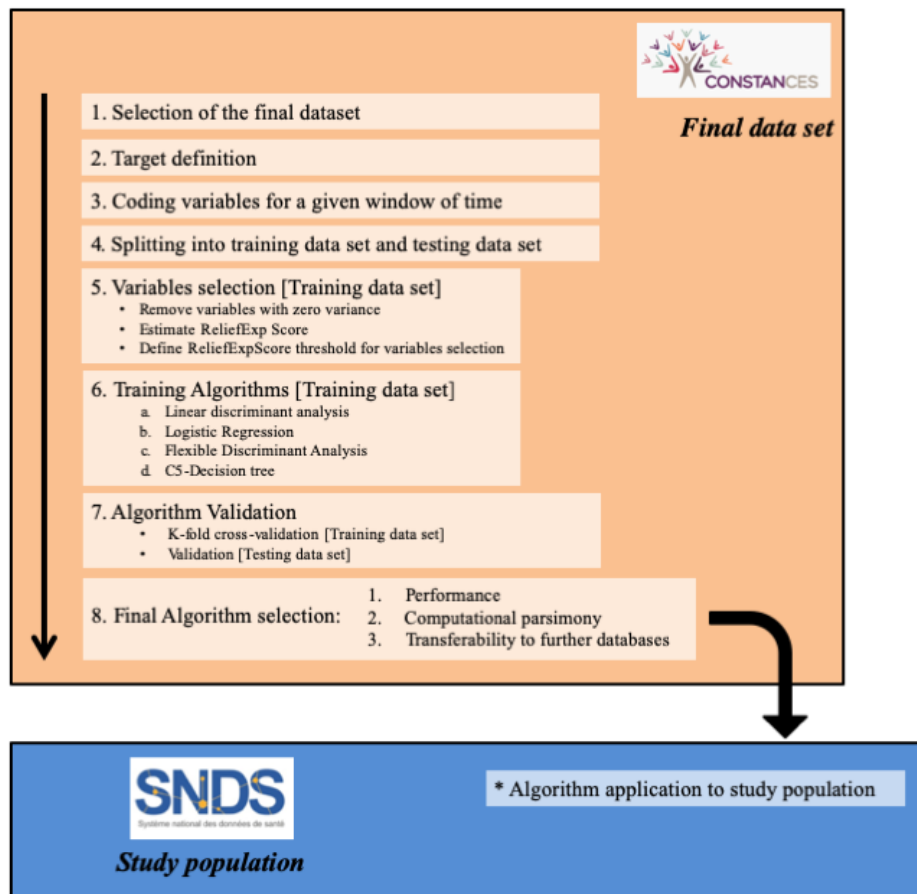 CONSTANCES
Final data set
1. Selection of the final dataset
2. Target definition
3. Coding variables for a given window of time
4. Splitting into training data set and testing data set
5. Variables selection [Training data set]
• Remove variables with zero variance
• Estimate ReliefExp Score
• Define ReliefExpScore threshold for variables selection
6. Training Algorithms [Training data set]
a. Linear discriminant analysis
b. Logistic Regression
c. Flexible Discriminant Analysis
d. C5-Decision tree
7. Algorithm Validation
• K-fold cross-validation [Training data set]
• Validation [Testing data set]
8. Final Algorithm selection:
1. Performance
2. Computational parsimony
3. Transferability to further databases
SNDS
Système national des données de santé
Study population
* Algorithm application to study population